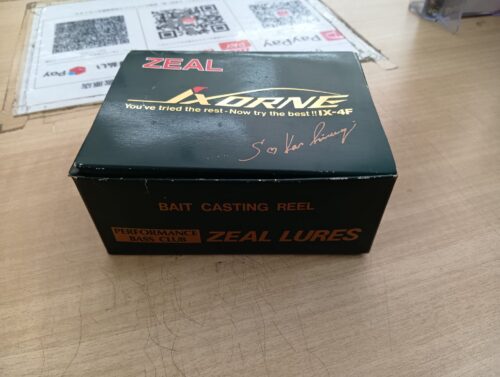 PayPay
ZEAL
IXORNE
You've tried the rest - Now try the best !! IX-4F
BAIT CASTING REEL
PERFORMANCE
BASS CLUB
ZEAL LURES